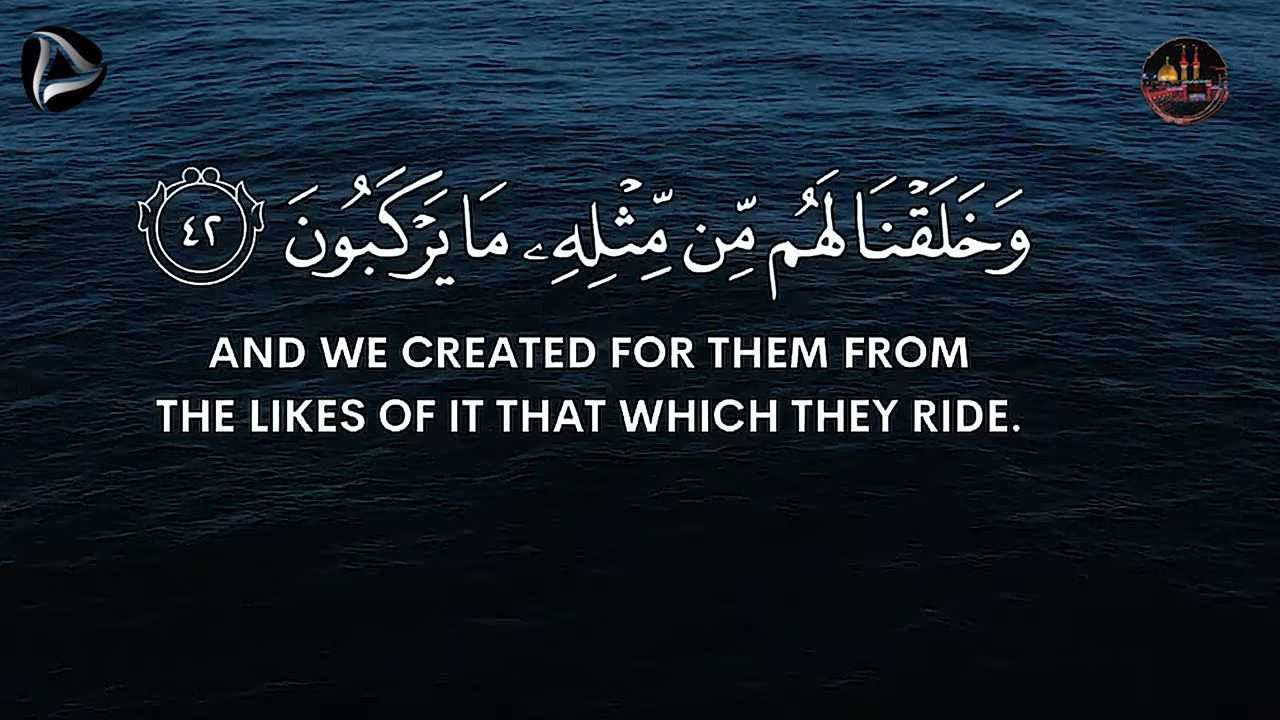 وَخَلَقْنَا لَهُم مِّن مِّثْلِهِۦ مَا يَرْكَبُونَ ٤٢
AND WE CREATED FOR THEM FROM
THE LIKES OF IT THAT WHICH THEY RIDE.